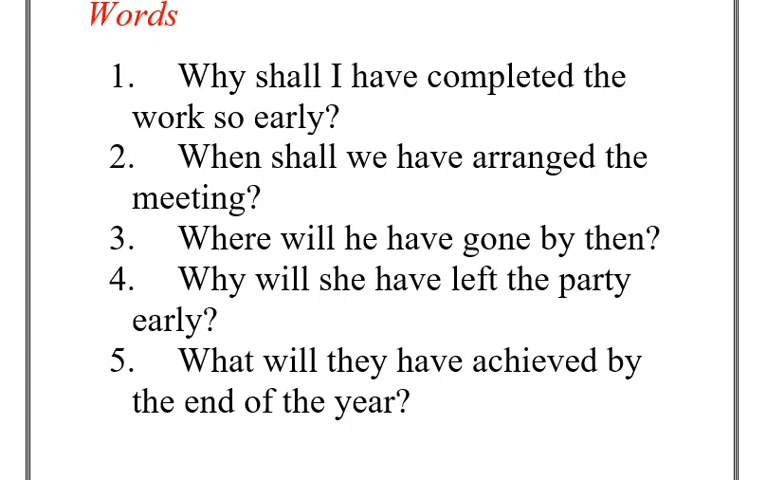 Words
1. Why shall I have completed the
work so early?
2. When shall we have arranged the
meeting?
3. Where will he have gone by then?
4. Why will she have left the party
early?
5. What will they have achieved by
the end of the year?